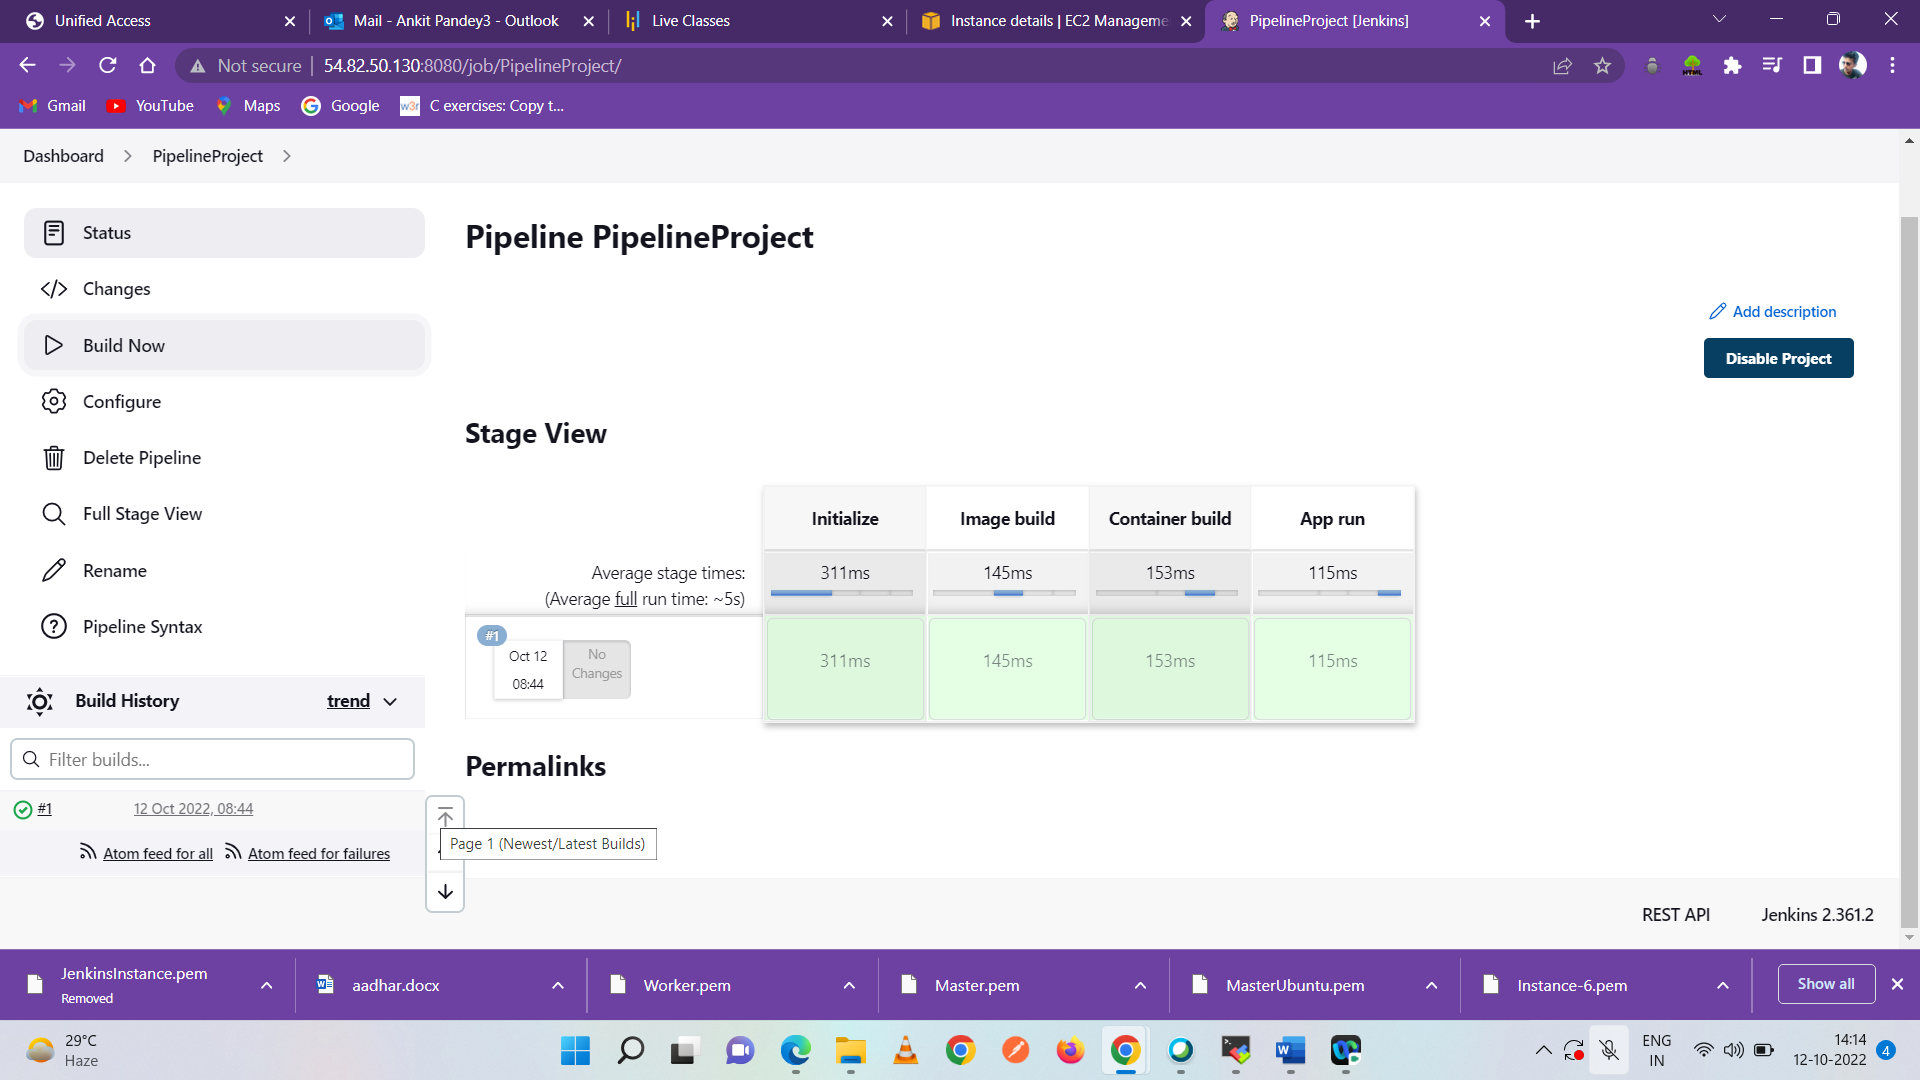 Unified Access
Mail - Ankit Pandey3 - Outlook
Live Classes
Instance details | EC2 Manageme
PipelineProject [Jenkins]
Not secure
54.82.50.130:8080/job/PipelineProject/
Gmail
YouTube
Maps
Google
w3r
C exercises: Copy t...
Dashboard
PipelineProject
Status
Changes
Build Now
Configure
Delete Pipeline
Full Stage View
Rename
Pipeline Syntax
Build History
trend
Filter builds...
#1
12 Oct 2022, 08:44
Atom feed for all
Atom feed for failures
Page 1 (Newest/Latest Builds)
Pipeline PipelineProject
Add description
Disable Project
Stage View
Initialize
Image build
Container build
App run
Average stage times:
(Average full run time: ~5s)
311ms
145ms
153ms
115ms
#1
Oct 12
08:44
No
Changes
311ms
145ms
153ms
115ms
Permalinks
REST API
Jenkins 2.361.2
JenkinsInstance.pem
Removed
aadhar.docx
Worker.pem
Master.pem
MasterUbuntu.pem
Instance-6.pem
Show all
29°C
Haze
ENG
IN
14:14
12-10-2022
4